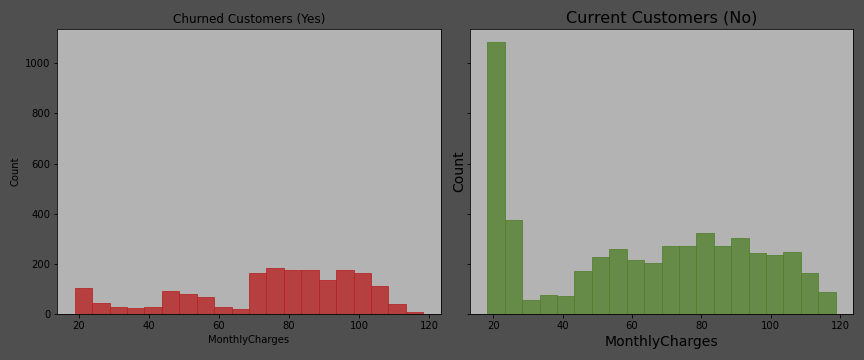 Churned Customers (Yes)
Current Customers (No)
1000
800
600
400
200
0
Count
Count
20 40 60 80 100 120
MonthlyCharges
20 40 60 80 100 120
MonthlyCharges